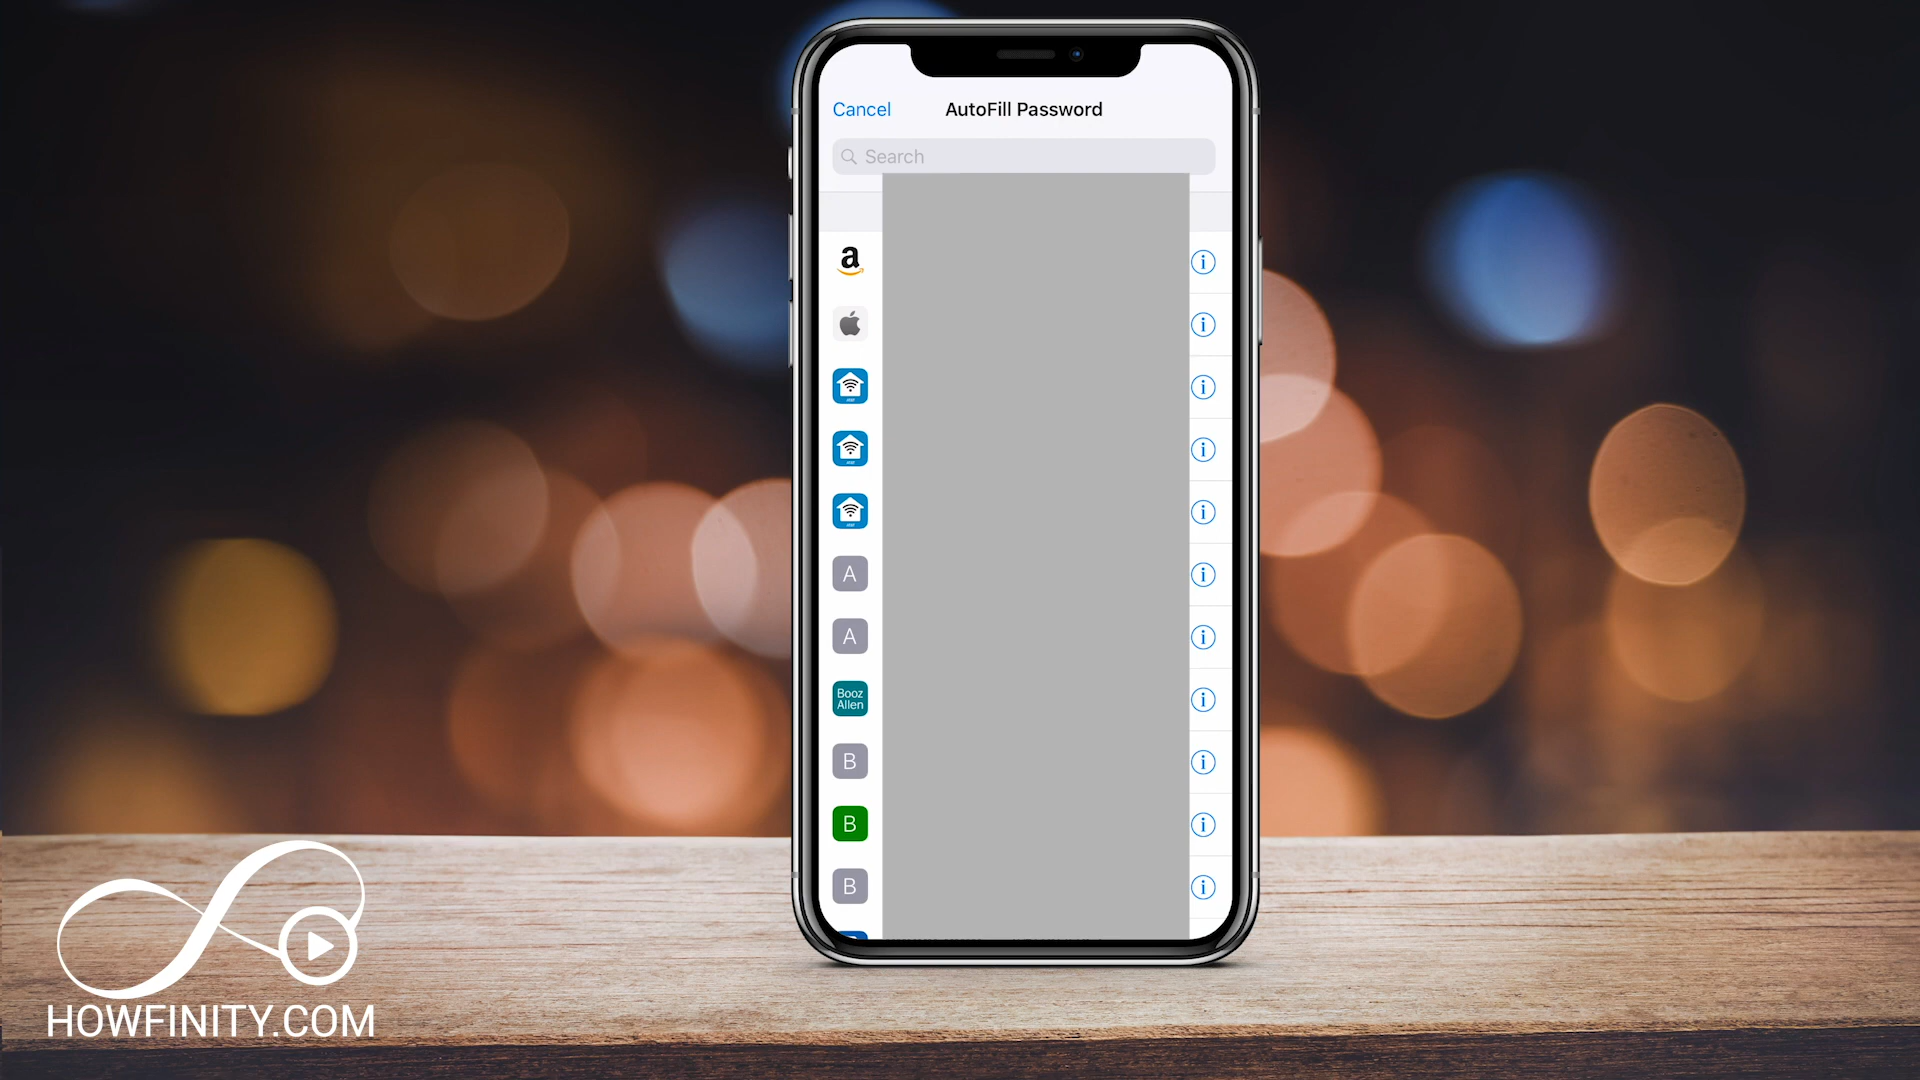 Cancel
AutoFill Password
Search
a
A
A
Booz
Allen
B
B
B
HOWFINITY.COM